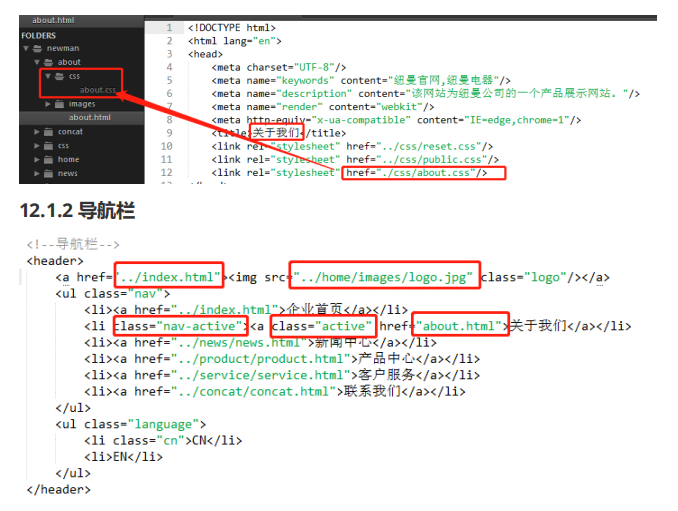 about.html
FOLDERS
newman
about
css
about.css
images
about.html
concat
css
home
news
1 <!DOCTYPE html>
2 <html lang="en">
3 <head>
4 <meta charset="UTF-8"/>
5 <meta name="keywords" content="纽曼官网,纽曼电器"/>
6 <meta name="description" content="该网站为纽曼公司的一个产品展示网站。"/>
7 <meta name="render" content="webkit"/>
8 <meta http-equiv="x-ua-compatible" content="IE=edge,chrome=1"/>
9 <title>关于我们</title>
10 <link rel="stylesheet" href="../css/reset.css"/>
11 <link rel="stylesheet" href="../css/public.css"/>
12 <link rel="stylesheet" href="./css/about.css"/>
12.1.2 导航栏
<!--导航栏-->
<header>
<a href="../index.html"><img src="../home/images/logo.jpg" class="logo"/></a>
<ul class="nav">
<li><a href="../index.html">企业首页</a></li>
<li class="nav-active"><a class="active" href="about.html">关于我们</a></li>
<li><a href="../news/news.html">新闻中心</a></li>
<li><a href="../product/product.html">产品中心</a></li>
<li><a href="../service/service.html">客户服务</a></li>
<li><a href="../concat/concat.html">联系我们</a></li>
</ul>
<ul class="language">
<li class="cn">CN</li>
<li>EN</li>
</ul>
</header>